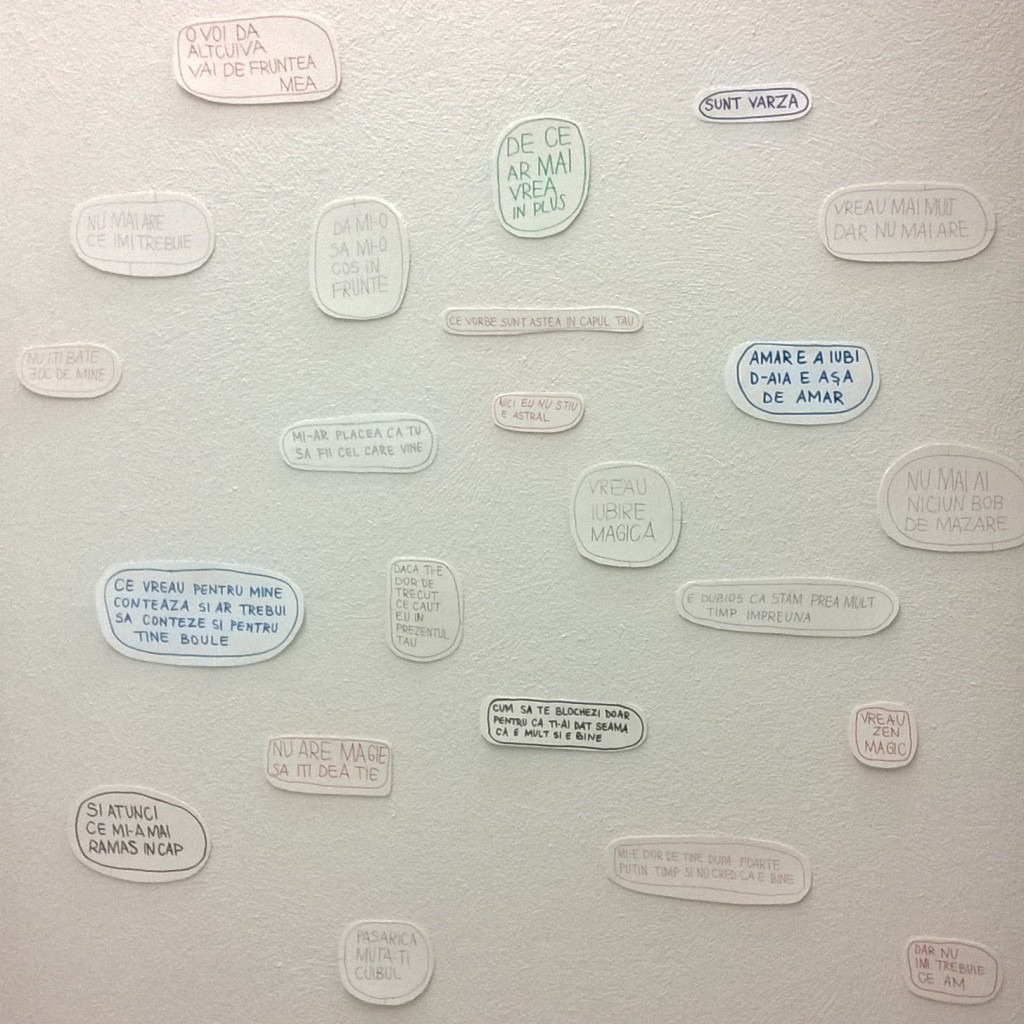 O VOI DA
ALTCUIVA
VAI DE FRUNTEA
MEA
SUNT VARZA
DE CE
AR MAI
VREA
IN PLUS
NU MAI ARE
CE IMI TREBUIE
DA MI-O
SA MI-O
COS IN
FRUNTE
VREAU MAI MULT
DAR NU MAI ARE
CE VORBE SUNT ASTEA IN CAPUL TAU
NU ITI BATE
JOC DE MINE
AMAR E A IUBI
D-AIA E AȘA
DE AMAR
NICI EU NU STIU
E ASTRAL
MI-AR PLACEA CA TU
SA FII CEL CARE VINE
VREAU
IUBIRE
MAGICA
NU MAI AI
NICIUN BOB
DE MAZARE
CE VREAU PENTRU MINE
CONTEAZA SI AR TREBUI
SA CONTEZE SI PENTRU
TINE BOULE
DACA TI-E
DOR DE
TRECUT
CE CAUT
EU IN
PREZENTUL
TAU
E DUBIOS CA STAM PREA MULT
TIMP IMPREUNA
CUM SA TE BLOCHEZI DOAR
PENTRU CA TI-AI DAT SEAMA
CA E MULT SI E BINE
VREAU
ZEN
MAGIC
NU ARE MAGIE
SA ITI DEA TIE
SI ATUNCI
CE MI-A MAI
RAMAS IN CAP
MI-E DOR DE TINE DUPA FOARTE
PUTIN TIMP SI NU CRED CA E BINE
PASARICA
MUTA-TI
CUIBUL
DAR NU
IMI TREBUIE
CE AM